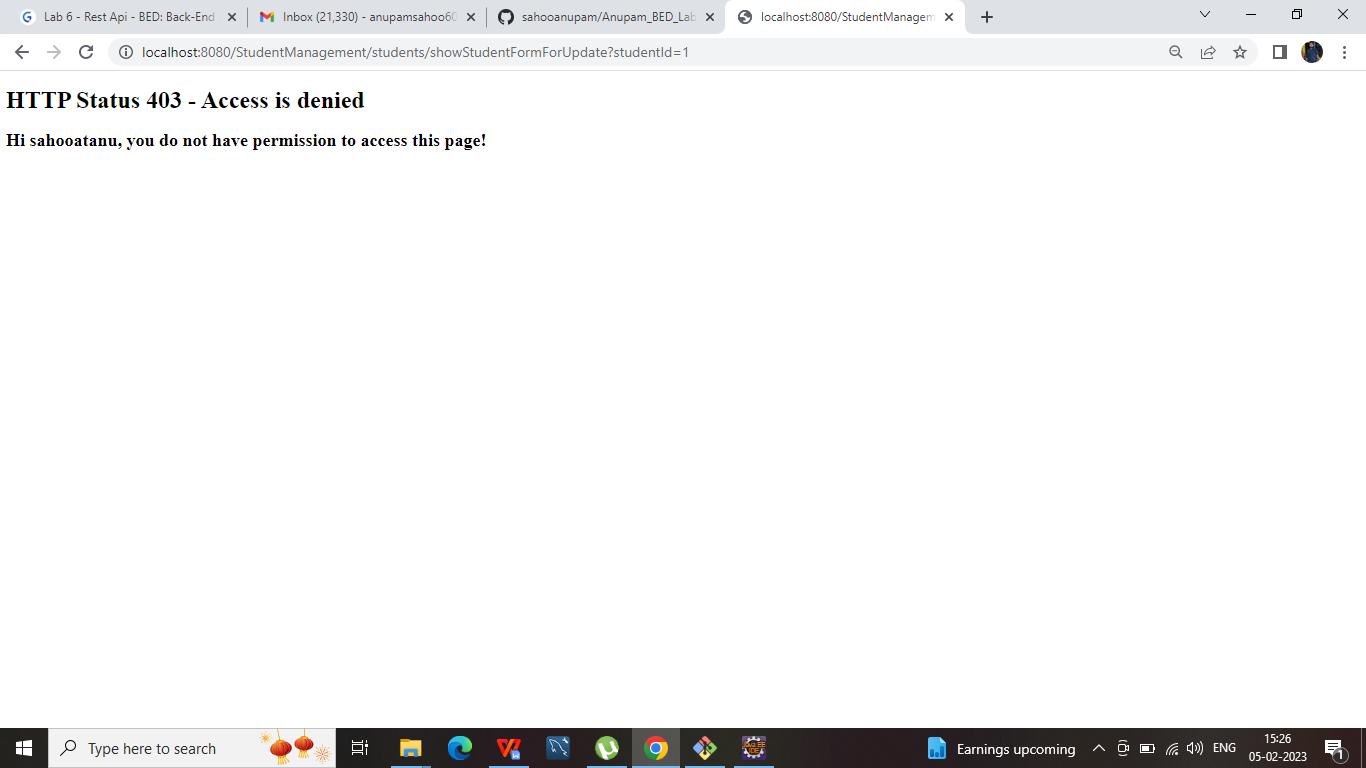 Lab 6 - Rest Api - BED: Back-End
Inbox (21,330) - anupamsahoo60
sahooanupam/Anupam_BED_Lab
localhost:8080/StudentManagem
localhost:8080/StudentManagement/students/showStudentFormForUpdate?studentId=1
HTTP Status 403 - Access is denied
Hi sahooatanu, you do not have permission to access this page!
Type here to search
Earnings upcoming
ENG
15:26
05-02-2023
1